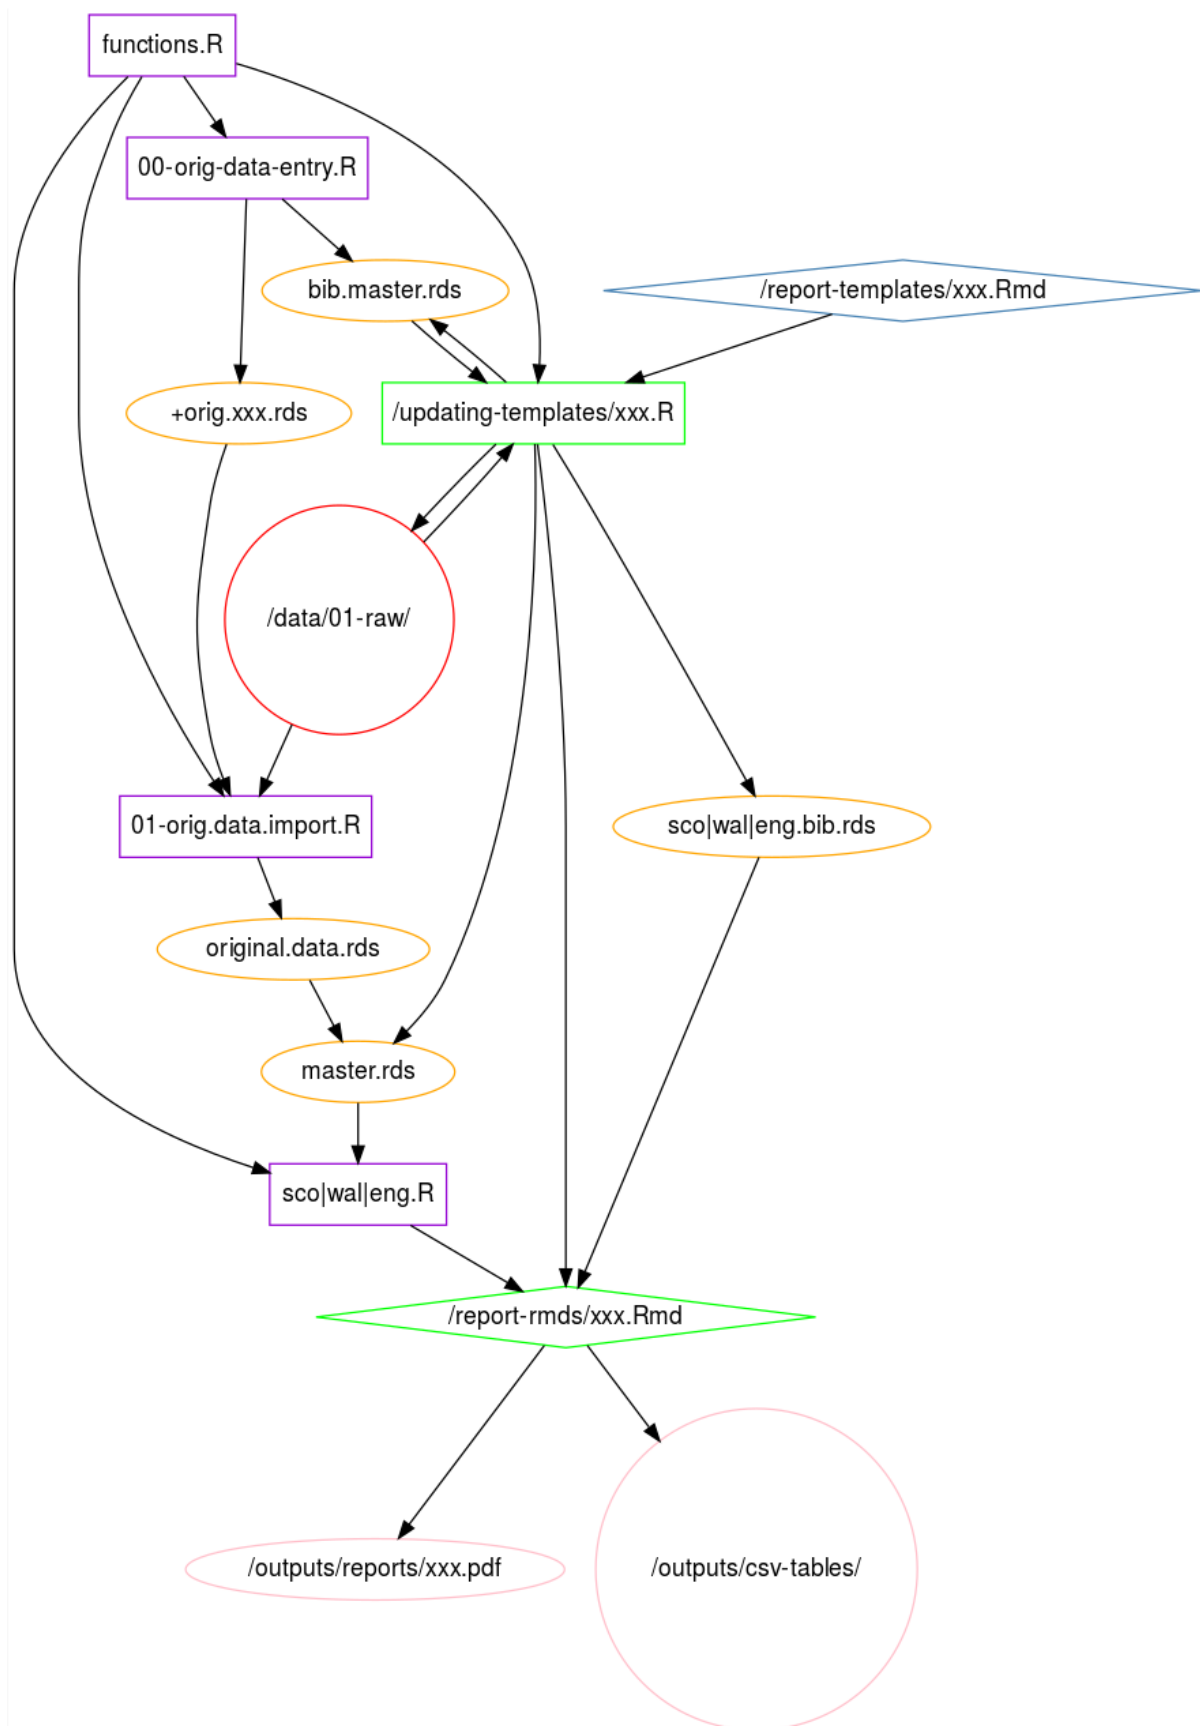 functions.R
00-orig-data-entry.R
bib.master.rds
/report-templates/xxx.Rmd
+orig.xxx.rds
/updating-templates/xxx.R
/data/01-raw/
01-orig.data.import.R
sco|wal|eng.bib.rds
original.data.rds
master.rds
sco|wal|eng.R
/report-rmds/xxx.Rmd
/outputs/reports/xxx.pdf
/outputs/csv-tables/